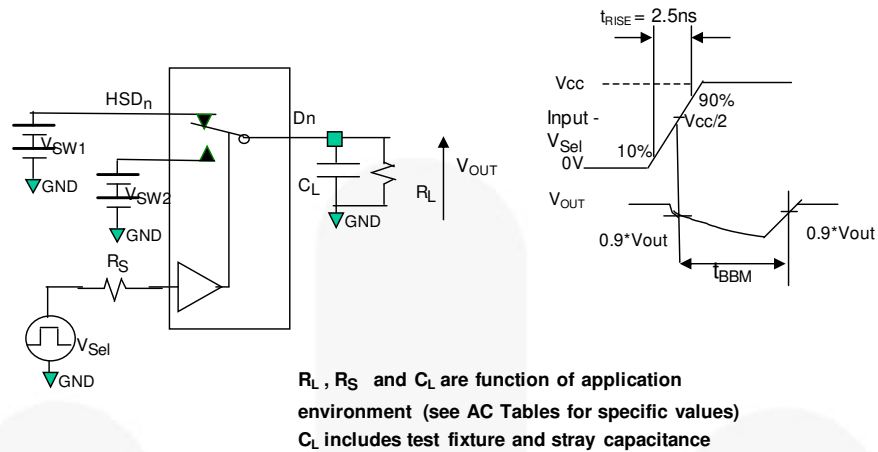 tRISE = 2.5ns
HSDn
Dn
VSW1
GND
VSW2
GND
CL
RL
VOUT
GND
RS
VSel
GND
Vcc
90%
Input -
VSel
Vcc/2
10%
0V
VOUT
0.9*Vout
0.9*Vout
tBBM
RL , RS and CL are function of application
environment (see AC Tables for specific values)
CL includes test fixture and stray capacitance